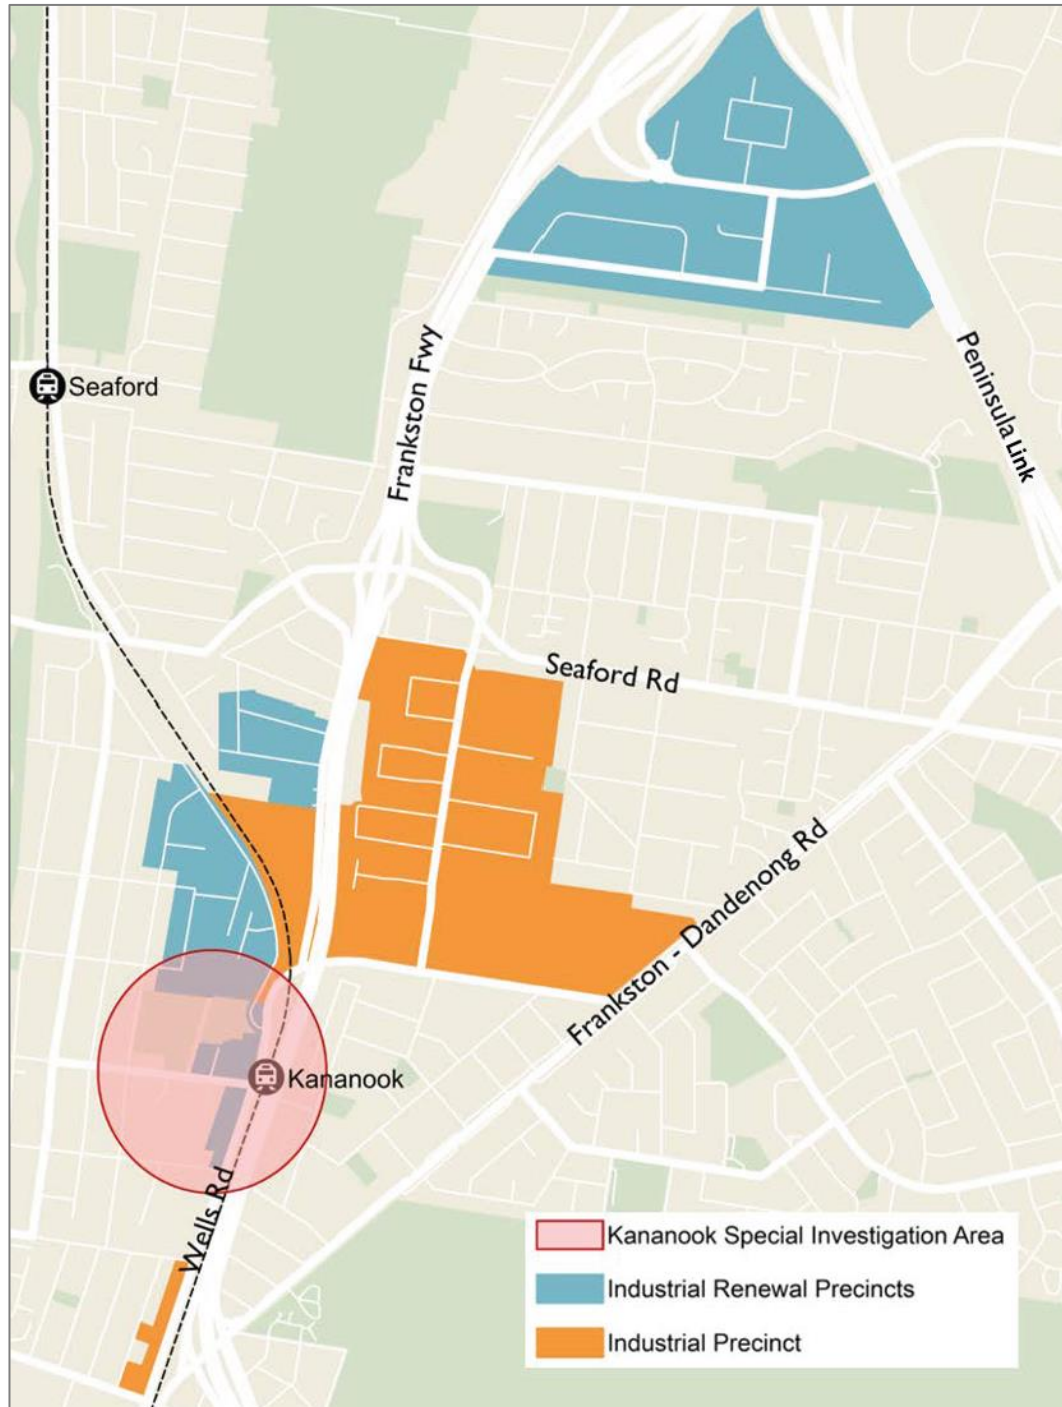 Seaford
Frankston Fwy
Peninsula Link
Seaford Rd
Frankston - Dandenong Rd
Kananook
Wells Rd
Kananook Special Investigation Area
Industrial Renewal Precincts
Industrial Precinct